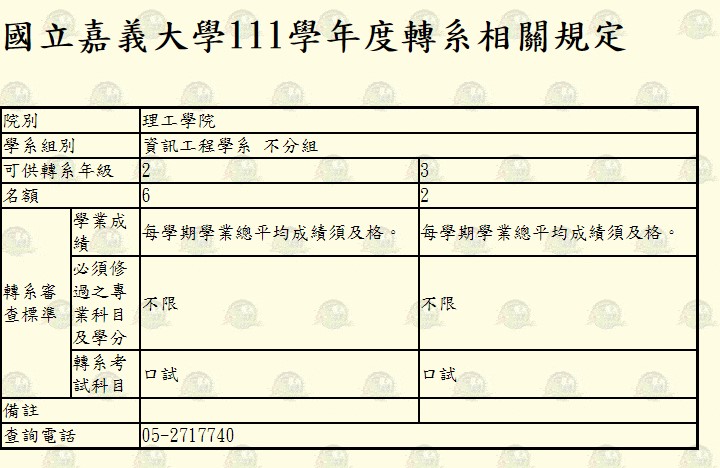 國立嘉義大學111學年度轉系相關規定
院別 理工學院
學系組別 資訊工程學系 不分組
可供轉系年級 2 3
名額 6 2
轉系審
查標準
學業成
績
每學期學業總平均成績須及格。 每學期學業總平均成績須及格。
必須修
過之專
業科目
及學分
不限 不限
轉系考
試科目
口試 口試
備註
查詢電話 05-2717740